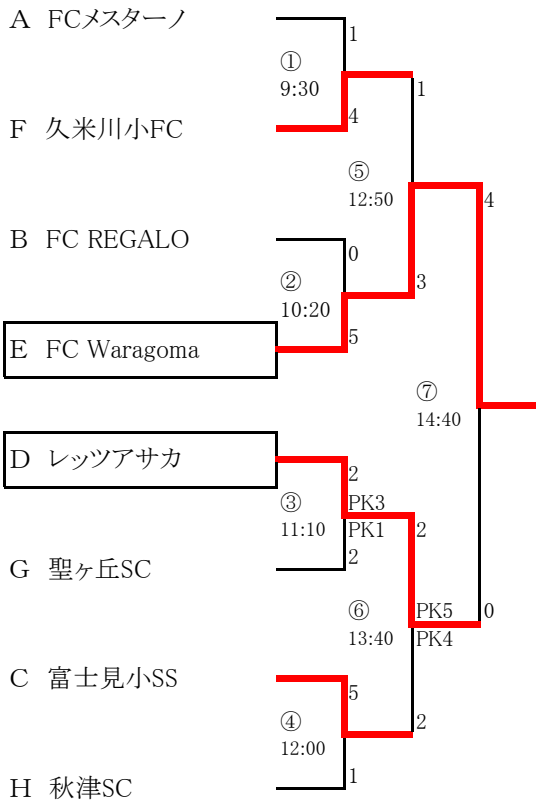 A FCメスターノ
1
①
9:30
1
F 久米川小FC
4
⑤
12:50
4
B FC REGALO
0
②
10:20
3
E FC Waragoma
5
⑦
14:40
D レッツアサカ
2
③
PK3
11:10
PK1
2
G 聖ヶ丘SC
2
⑥
PK5
0
13:40
PK4
C 富士見小SS
5
④
2
12:00
H 秋津SC
1